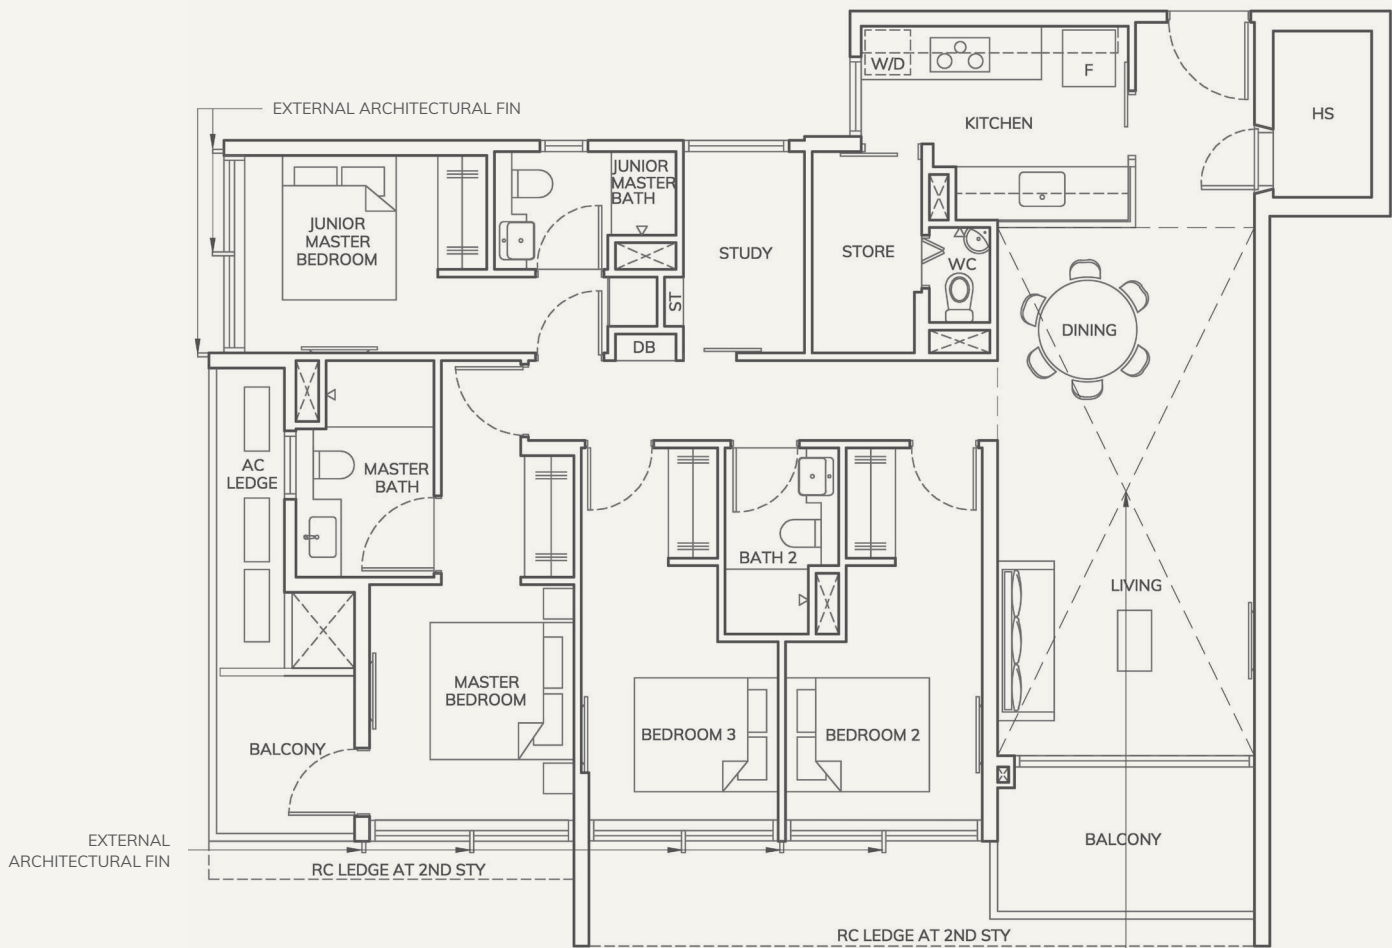 W/D
F
KITCHEN
HS
EXTERNAL ARCHITECTURAL FIN
JUNIOR
MASTER
BATH
JUNIOR
MASTER
BEDROOM
STUDY
STORE
WC
ST
DINING
DB
AC
LEDGE
MASTER
BATH
BATH 2
LIVING
MASTER
BEDROOM
BALCONY
BEDROOM 3
BEDROOM 2
EXTERNAL
ARCHITECTURAL FIN
BALCONY
RC LEDGE AT 2ND STY
RC LEDGE AT 2ND STY